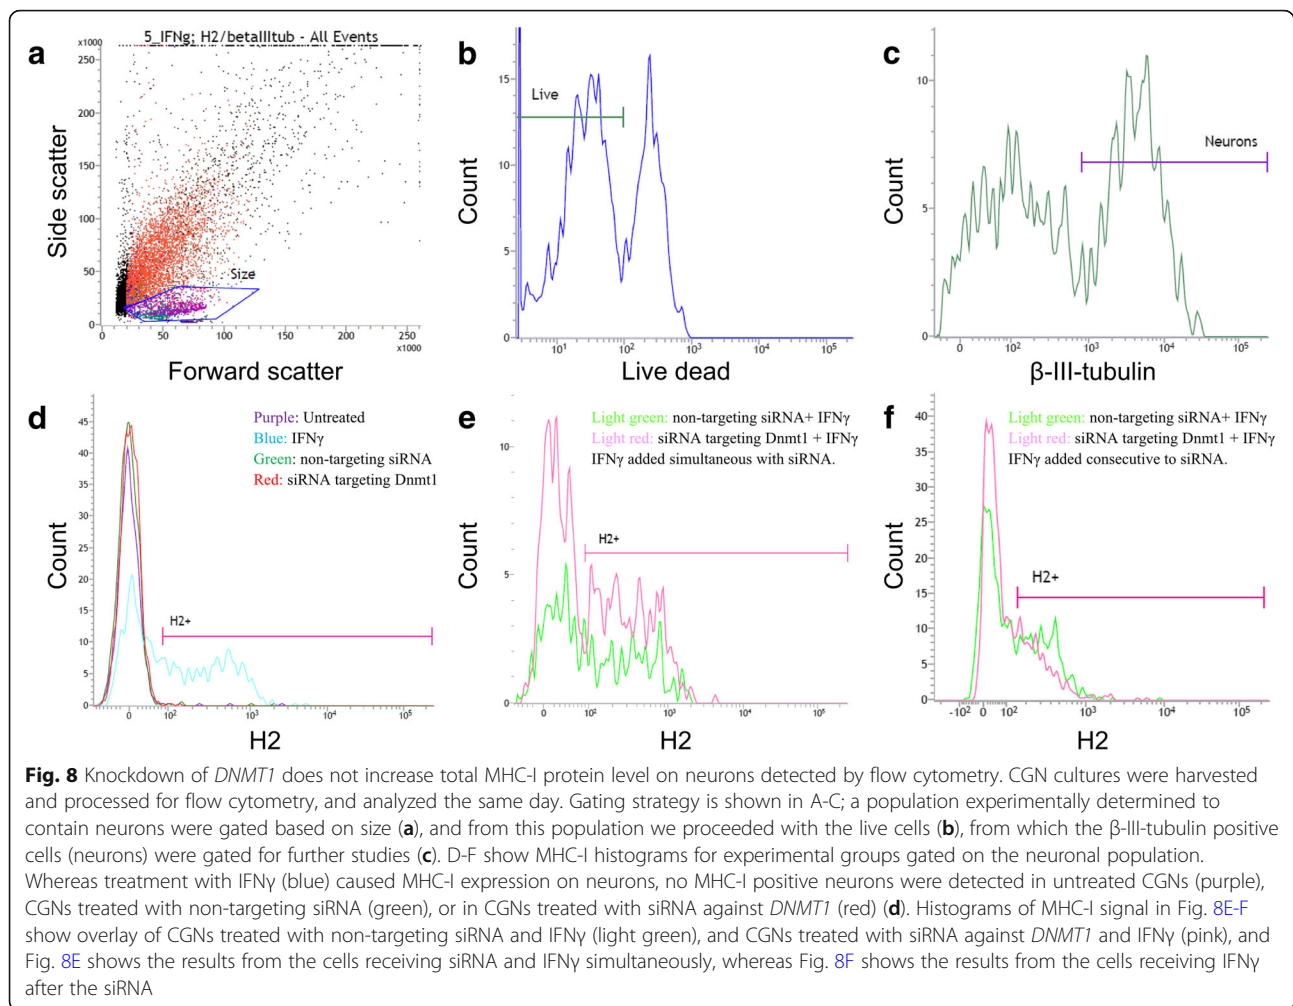 5_IFNg; H2/betaIIItub - All Events
a
x1000
250
200
150
100
50
0
Side scatter
Size
0
50
100
150
200
250
x1000
Forward scatter
b
15
10
5
0
Count
Live
10¹
10²
10³
10⁴
10⁵
Live dead
c
10
5
0
Count
Neurons
0
10²
10³
10⁴
10⁵
β-III-tubulin
d
45
40
35
30
25
20
15
10
5
0
Count
Purple: Untreated
Blue: IFNγ
Green: non-targeting siRNA
Red: siRNA targeting Dnmt1
H2+
0
10²
10³
10⁴
10⁵
H2
e
10
5
0
Count
Light green: non-targeting siRNA+ IFNγ
Light red: siRNA targeting Dnmt1 + IFNγ
IFNγ added simultaneous with siRNA.
H2+
0
10²
10³
10⁴
10⁵
H2
f
40
35
30
25
20
15
10
5
0
Count
Light green: non-targeting siRNA+ IFNγ
Light red: siRNA targeting Dnmt1 + IFNγ
IFNγ added consecutive to siRNA.
H2+
-10²
0
10²
10³
10⁴
10⁵
H2
Fig. 8 Knockdown of DNMT1 does not increase total MHC-I protein level on neurons detected by flow cytometry. CGN cultures were harvested
and processed for flow cytometry, and analyzed the same day. Gating strategy is shown in A-C; a population experimentally determined to
contain neurons were gated based on size (a), and from this population we proceeded with the live cells (b), from which the β-III-tubulin positive
cells (neurons) were gated for further studies (c). D-F show MHC-I histograms for experimental groups gated on the neuronal population.
Whereas treatment with IFNγ (blue) caused MHC-I expression on neurons, no MHC-I positive neurons were detected in untreated CGNs (purple),
CGNs treated with non-targeting siRNA (green), or in CGNs treated with siRNA against DNMT1 (red) (d). Histograms of MHC-I signal in Fig. 8E-F
show overlay of CGNs treated with non-targeting siRNA and IFNγ (light green), and CGNs treated with siRNA against DNMT1 and IFNγ (pink), and
Fig. 8E shows the results from the cells receiving siRNA and IFNγ simultaneously, whereas Fig. 8F shows the results from the cells receiving IFNγ
after the siRNA